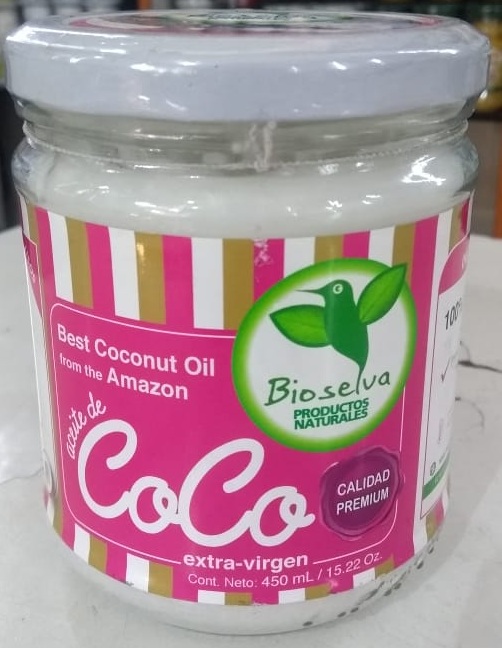 Best Coconut Oil
from the Amazon
aceite de
CoCo
extra-virgen
Cont. Neto: 450 mL / 15.22 Oz.
Bioselva
PRODUCTOS
NATURALES
CALIDAD
PREMIUM